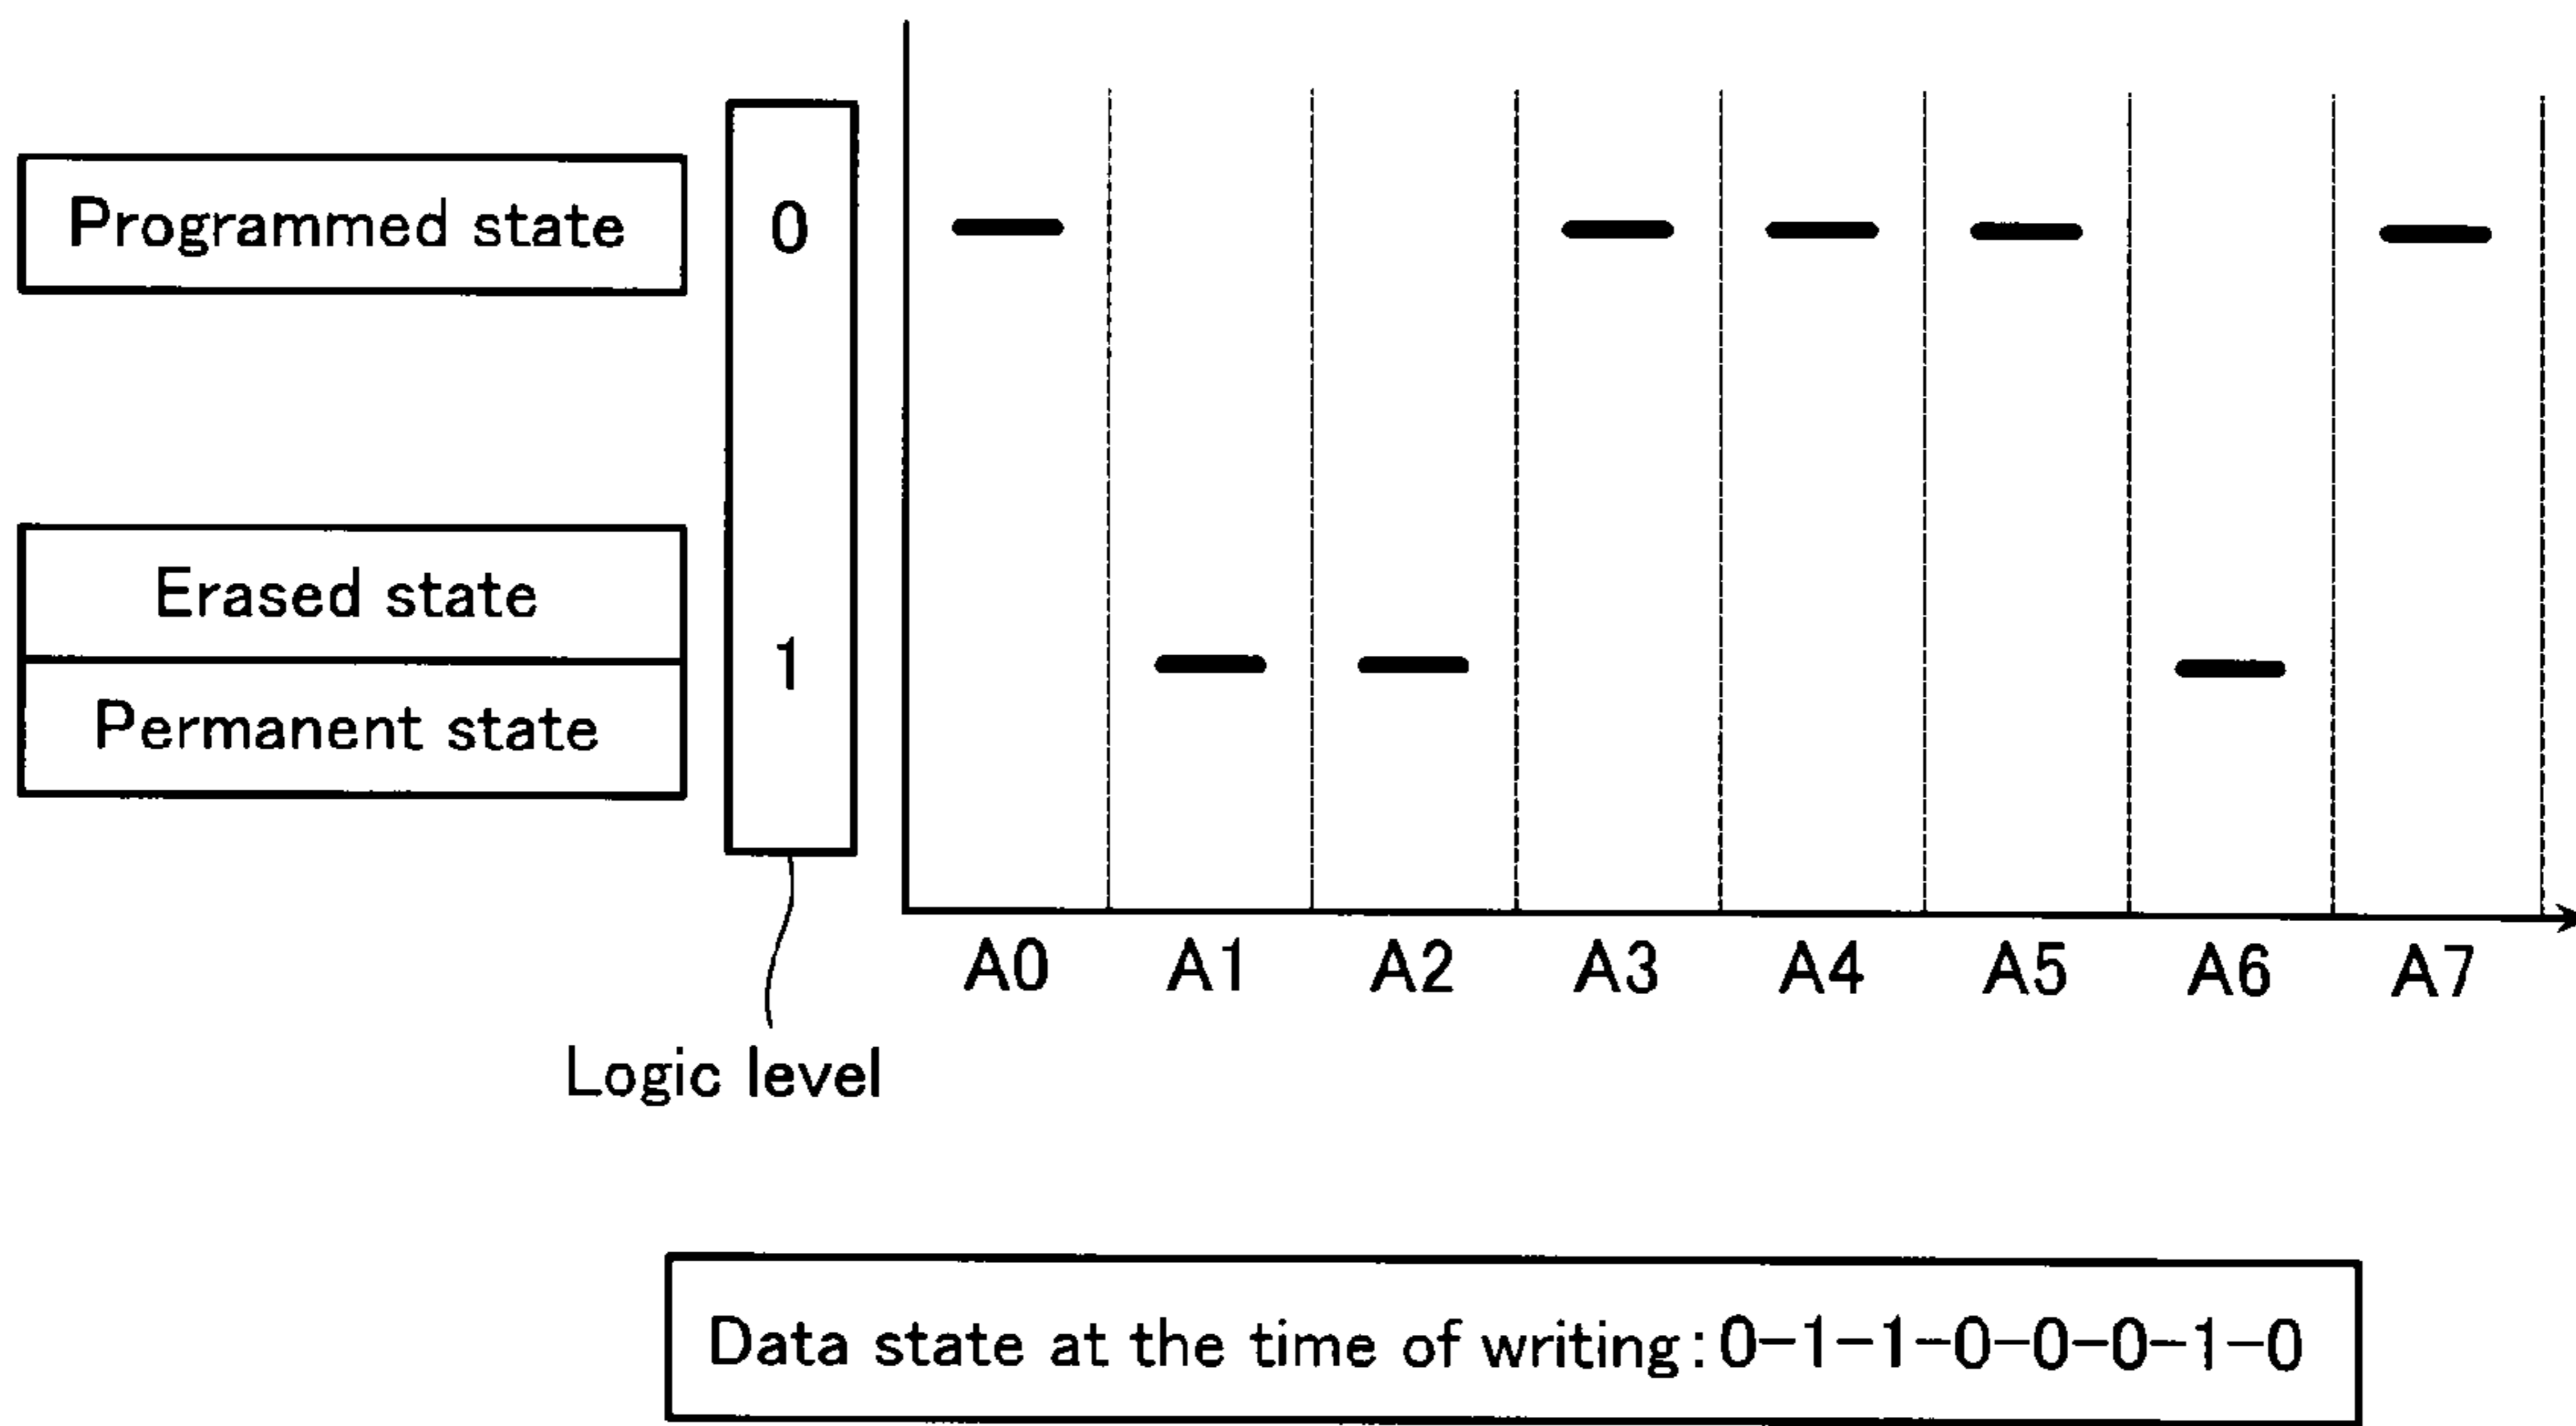 Programmed state
0
Erased state
1
Permanent state
A0 A1 A2 A3 A4 A5 A6 A7
Logic level
Data state at the time of writing:0-1-1-0-0-0-1-0